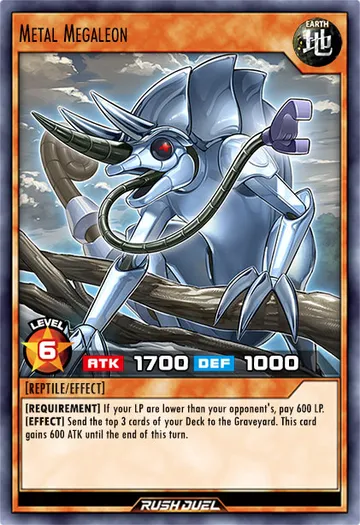 METAL MEGALEON
EARTH
地
LEVEL
6
ATK 1700 DEF 1000
[REPTILE/EFFECT]
[REQUIREMENT] If your LP are lower than your opponent's, pay 600 LP.
[EFFECT] Send the top 3 cards of your Deck to the Graveyard. This card
gains 600 ATK until the end of this turn.
RUSH DUEL